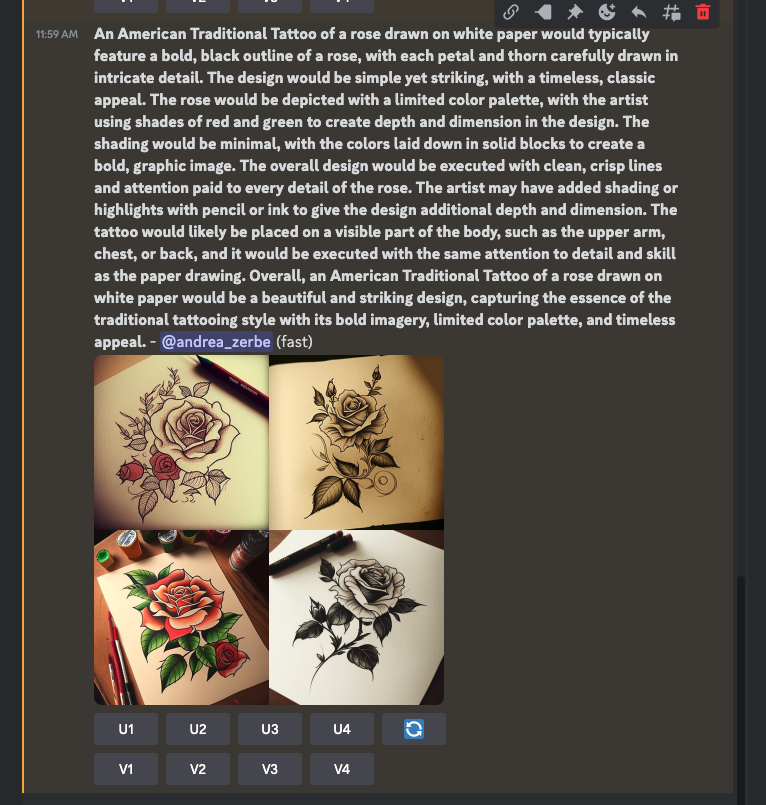 V1 V2 V3 V4
11:59 AM An American Traditional Tattoo of a rose drawn on white paper would typically
feature a bold, black outline of a rose, with each petal and thorn carefully drawn in
intricate detail. The design would be simple yet striking, with a timeless, classic
appeal. The rose would be depicted with a limited color palette, with the artist
using shades of red and green to create depth and dimension in the design. The
shading would be minimal, with the colors laid down in solid blocks to create a
bold, graphic image. The overall design would be executed with clean, crisp lines
and attention paid to every detail of the rose. The artist may have added shading or
highlights with pencil or ink to give the design additional depth and dimension. The
tattoo would likely be placed on a visible part of the body, such as the upper arm,
chest, or back, and it would be executed with the same attention to detail and skill
as the paper drawing. Overall, an American Traditional Tattoo of a rose drawn on
white paper would be a beautiful and striking design, capturing the essence of the
traditional tattooing style with its bold imagery, limited color palette, and timeless
appeal. - @andrea_zerbe (fast)
U1 U2 U3 U4
V1 V2 V3 V4